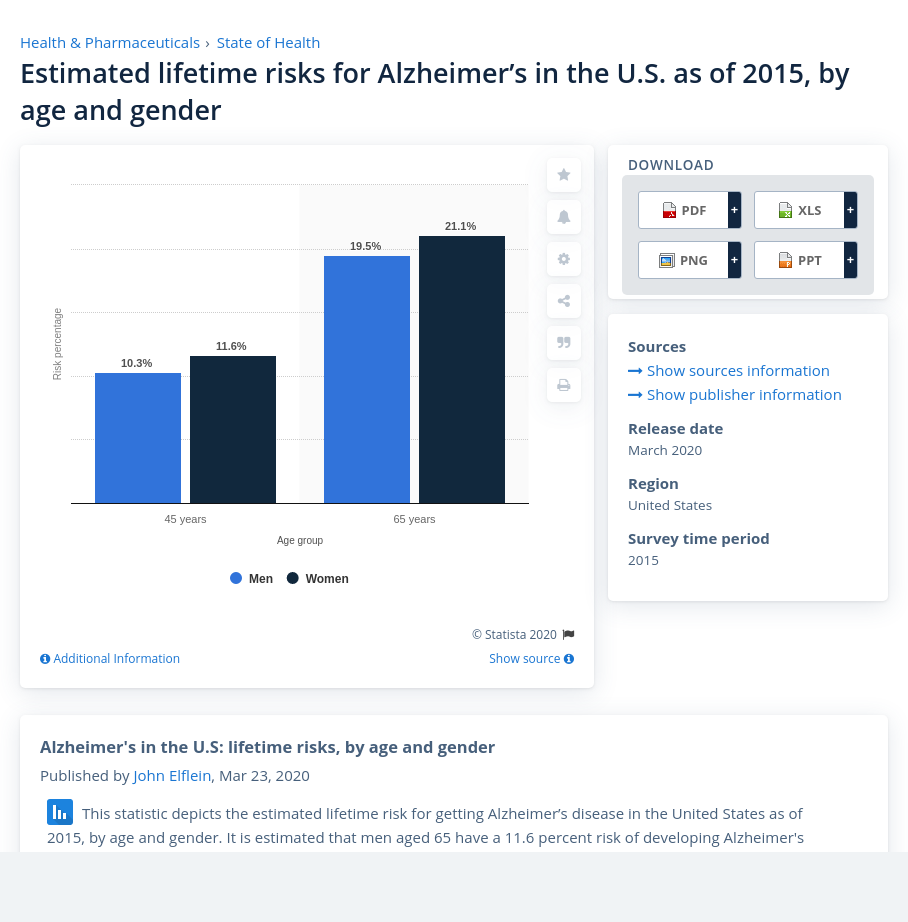 Health & Pharmaceuticals › State of Health
Estimated lifetime risks for Alzheimer’s in the U.S. as of 2015, by
age and gender
Risk percentage
10.3%
11.6%
19.5%
21.1%
45 years
65 years
Age group
Men
Women
© Statista 2020
Additional Information
Show source
DOWNLOAD
PDF +
XLS +
PNG +
PPT +
Sources
Show sources information
Show publisher information
Release date
March 2020
Region
United States
Survey time period
2015
Alzheimer's in the U.S: lifetime risks, by age and gender
Published by John Elflein, Mar 23, 2020
This statistic depicts the estimated lifetime risk for getting Alzheimer’s disease in the United States as of
2015, by age and gender. It is estimated that men aged 65 have a 11.6 percent risk of developing Alzheimer's